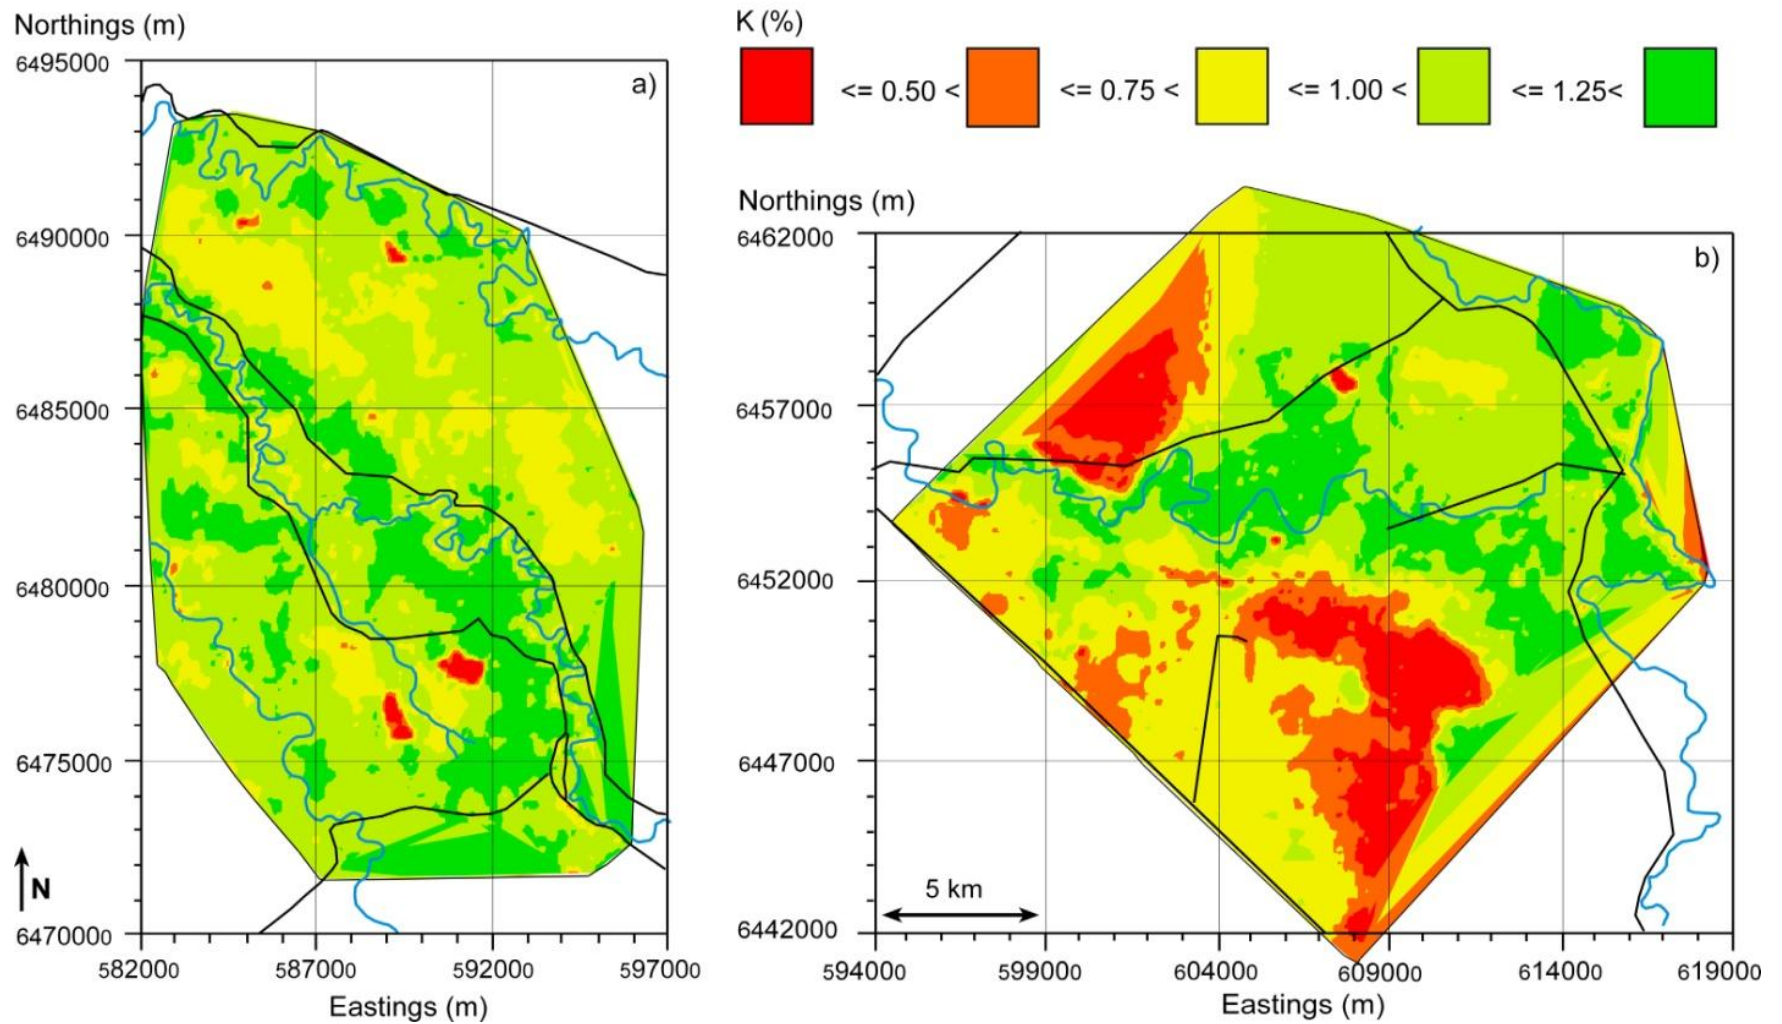 Northings (m)
6495000
6490000
6485000
6480000
6475000
6470000
582000 587000 592000 597000
Eastings (m)
a)
N
K (%)
<= 0.50 < <= 0.75 < <= 1.00 < <= 1.25<
Northings (m)
6462000
6457000
6452000
6447000
6442000
594000 599000 604000 609000 614000 619000
Eastings (m)
b)
5 km